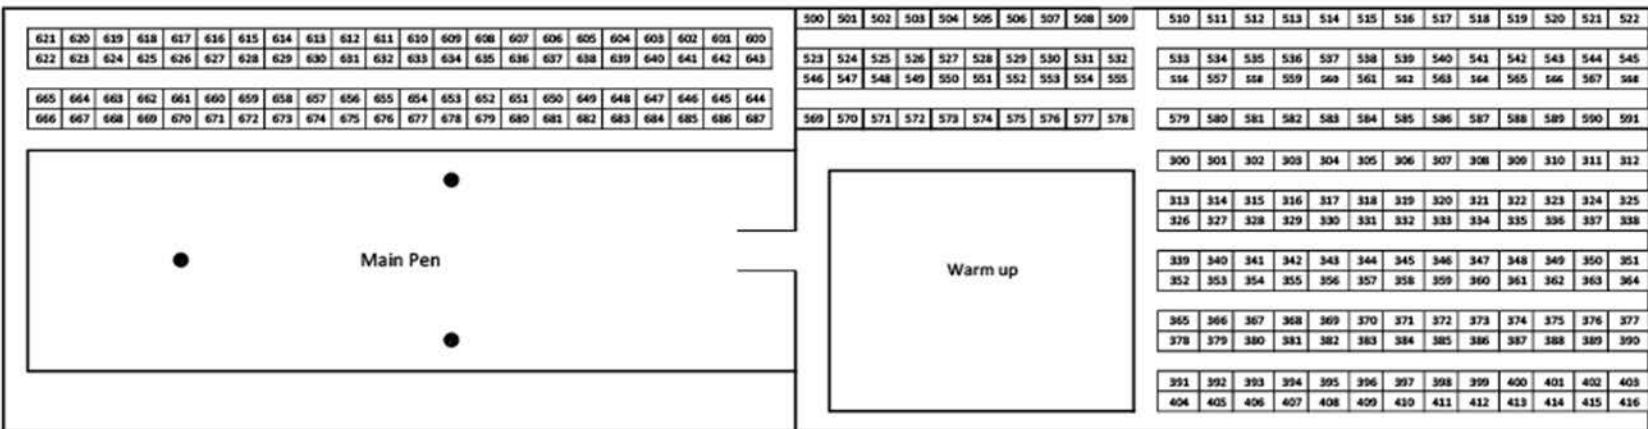 500 501 502 503 504 505 506 507 508 509 510 511 512 513 514 515 516 517 518 519 520 521 522
621 620 619 618 617 616 615 614 613 612 611 610 609 608 607 606 605 604 603 602 601 600
622 623 624 625 626 627 628 629 630 631 632 633 634 635 636 637 638 639 640 641 642 643
523 524 525 526 527 528 529 530 531 532 533 534 535 536 537 538 539 540 541 542 543 544 545
546 547 548 549 550 551 552 553 554 555 556 557 558 559 560 561 562 563 564 565 566 567 568
665 664 663 662 661 660 659 658 657 656 655 654 653 652 651 650 649 648 647 646 645 644
666 667 668 669 670 671 672 673 674 675 676 677 678 679 680 681 682 683 684 685 686 687
569 570 571 572 573 574 575 576 577 578 579 580 581 582 583 584 585 586 587 588 589 590 591
300 301 302 303 304 305 306 307 308 309 310 311 312
313 314 315 316 317 318 319 320 321 322 323 324 325
326 327 328 329 330 331 332 333 334 335 336 337 338
Main Pen
Warm up
339 340 341 342 343 344 345 346 347 348 349 350 351
352 353 354 355 356 357 358 359 360 361 362 363 364
365 366 367 368 369 370 371 372 373 374 375 376 377
378 379 380 381 382 383 384 385 386 387 388 389 390
391 392 393 394 395 396 397 398 399 400 401 402 403
404 405 406 407 408 409 410 411 412 413 414 415 416